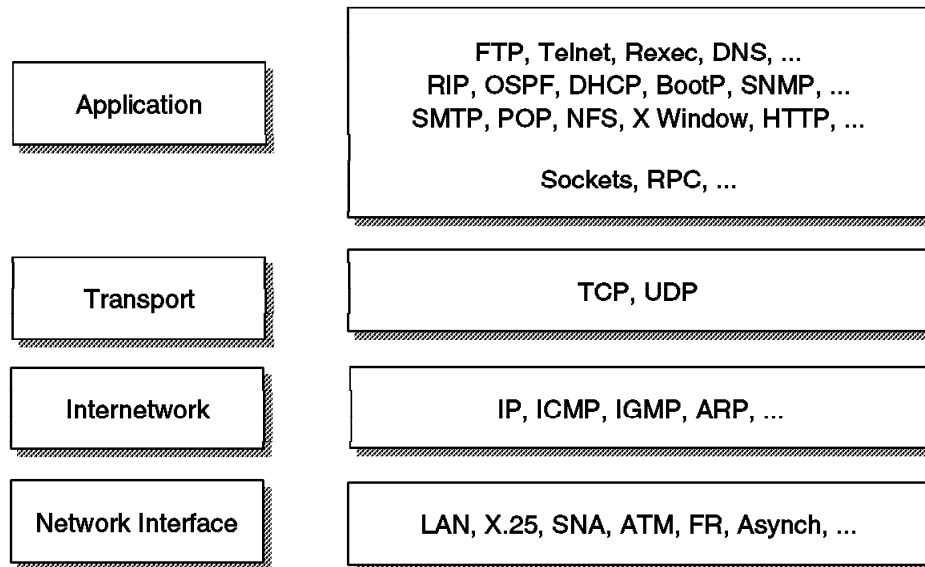 Application
FTP, Telnet, Rexec, DNS, ...
RIP, OSPF, DHCP, BootP, SNMP, ...
SMTP, POP, NFS, X Window, HTTP, ...
Sockets, RPC, ...
Transport
TCP, UDP
Internetwork
IP, ICMP, IGMP, ARP, ...
Network Interface
LAN, X.25, SNA, ATM, FR, Asynch, ...